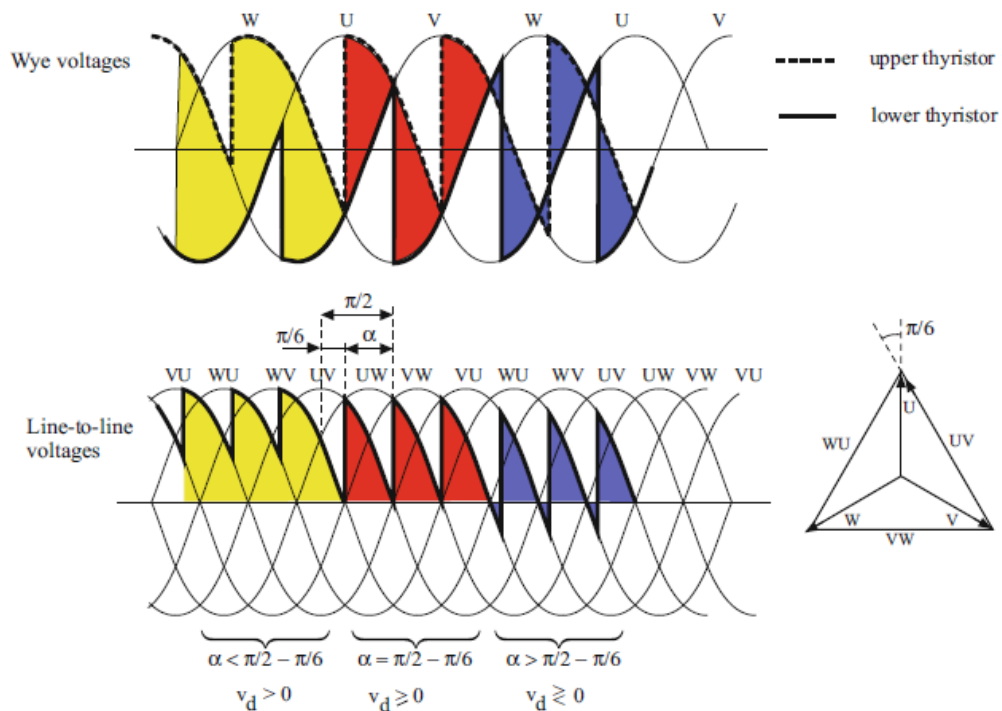 W U V W U V
Wye voltages
upper thyristor
lower thyristor
π/2
π/6 α
VU WU WV UV UW VW VU WU WV UV UW VW VU
Line-to-line
voltages
π/6
U
WU UV
W V
VW
α < π/2 – π/6 α = π/2 – π/6 α > π/2 – π/6
v_d > 0 v_d ⩾ 0 v_d ≷ 0